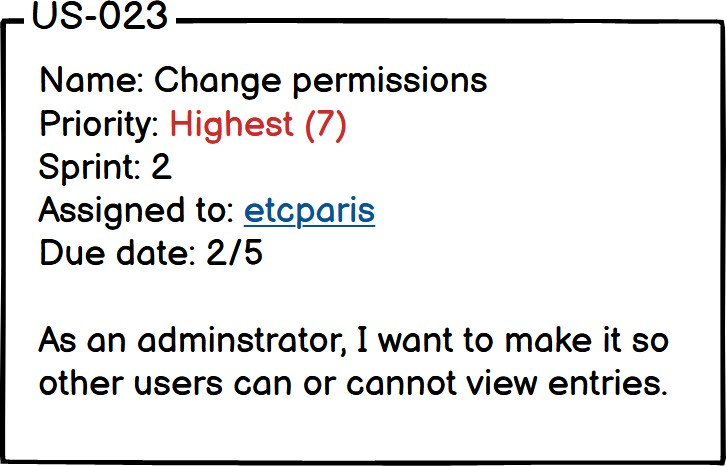 US-023
Name: Change permissions
Priority: Highest (7)
Sprint: 2
Assigned to: etcparis
Due date: 2/5
As an adminstrator, I want to make it so
other users can or cannot view entries.